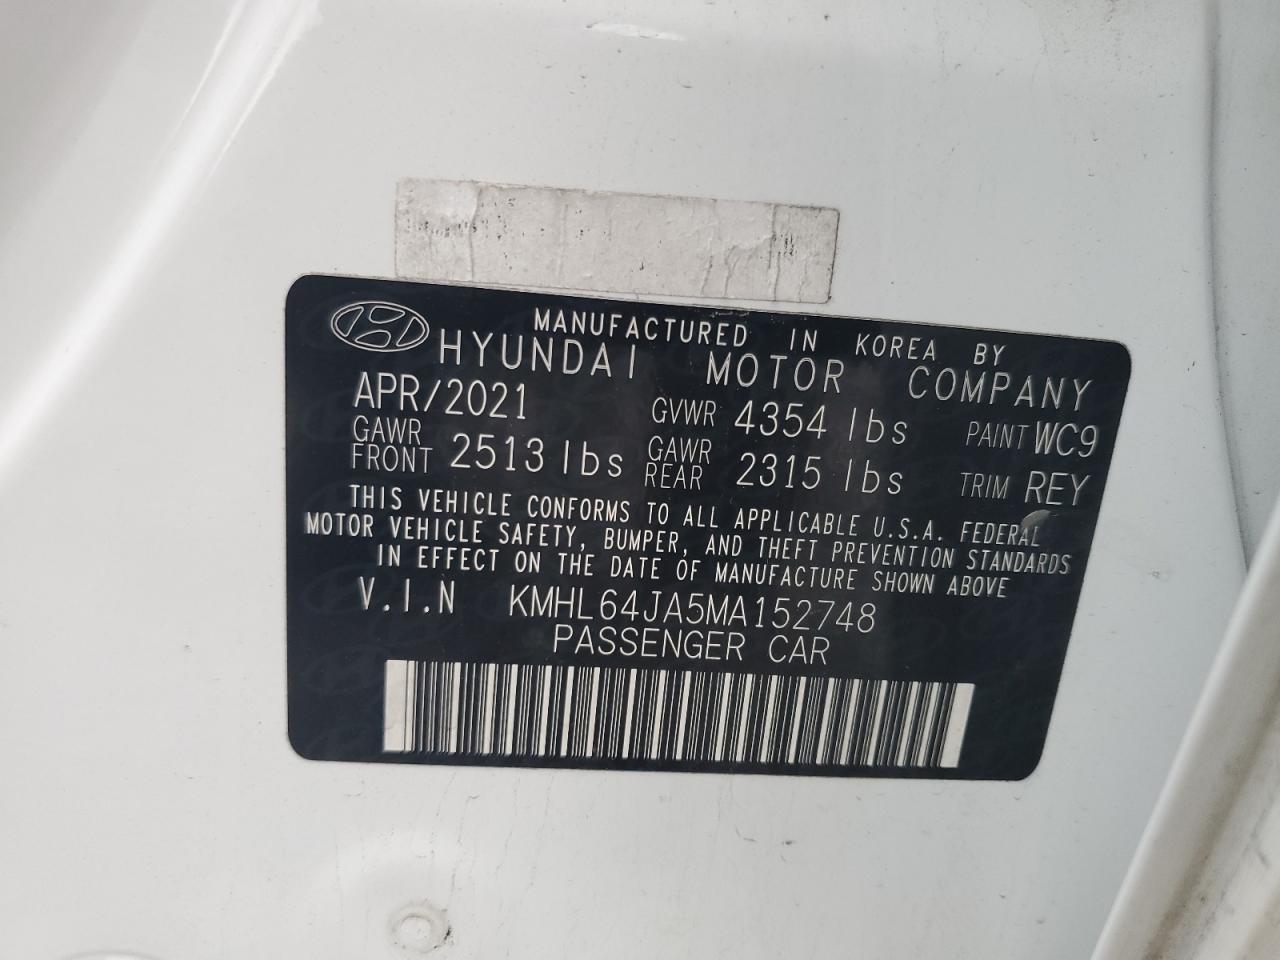 MANUFACTURED IN KOREA BY
HYUNDAI MOTOR COMPANY
APR/2021 GVWR 4354 lbs PAINT WC9
GAWR FRONT 2513 lbs GAWR REAR 2315 lbs TRIM REY
THIS VEHICLE CONFORMS TO ALL APPLICABLE U.S.A. FEDERAL
MOTOR VEHICLE SAFETY, BUMPER, AND THEFT PREVENTION STANDARDS
IN EFFECT ON THE DATE OF MANUFACTURE SHOWN ABOVE
V.I.N KMHL64JA5MA152748
PASSENGER CAR